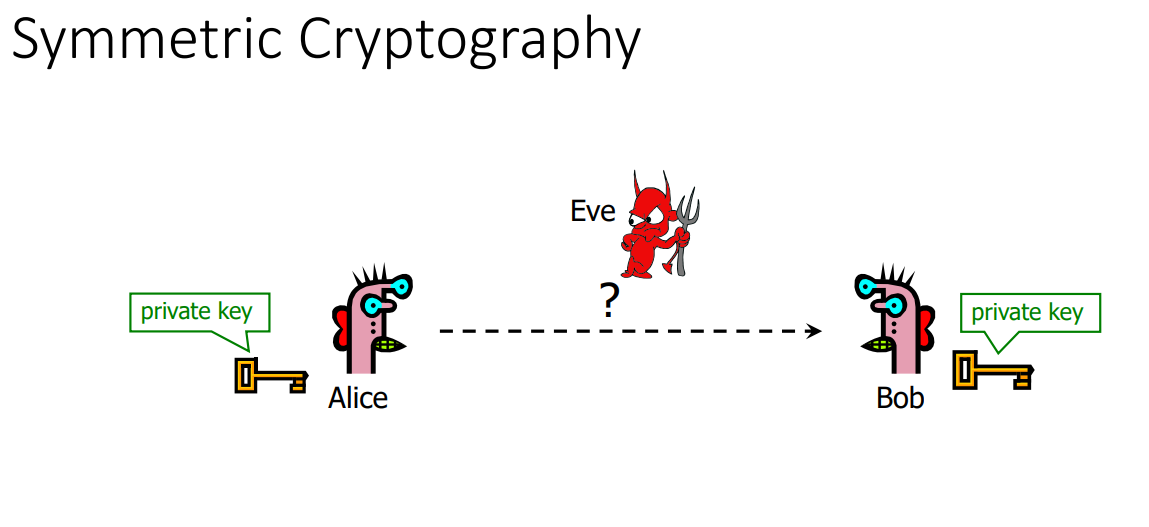 Symmetric Cryptography
Eve
?
private key
private key
Alice
Bob